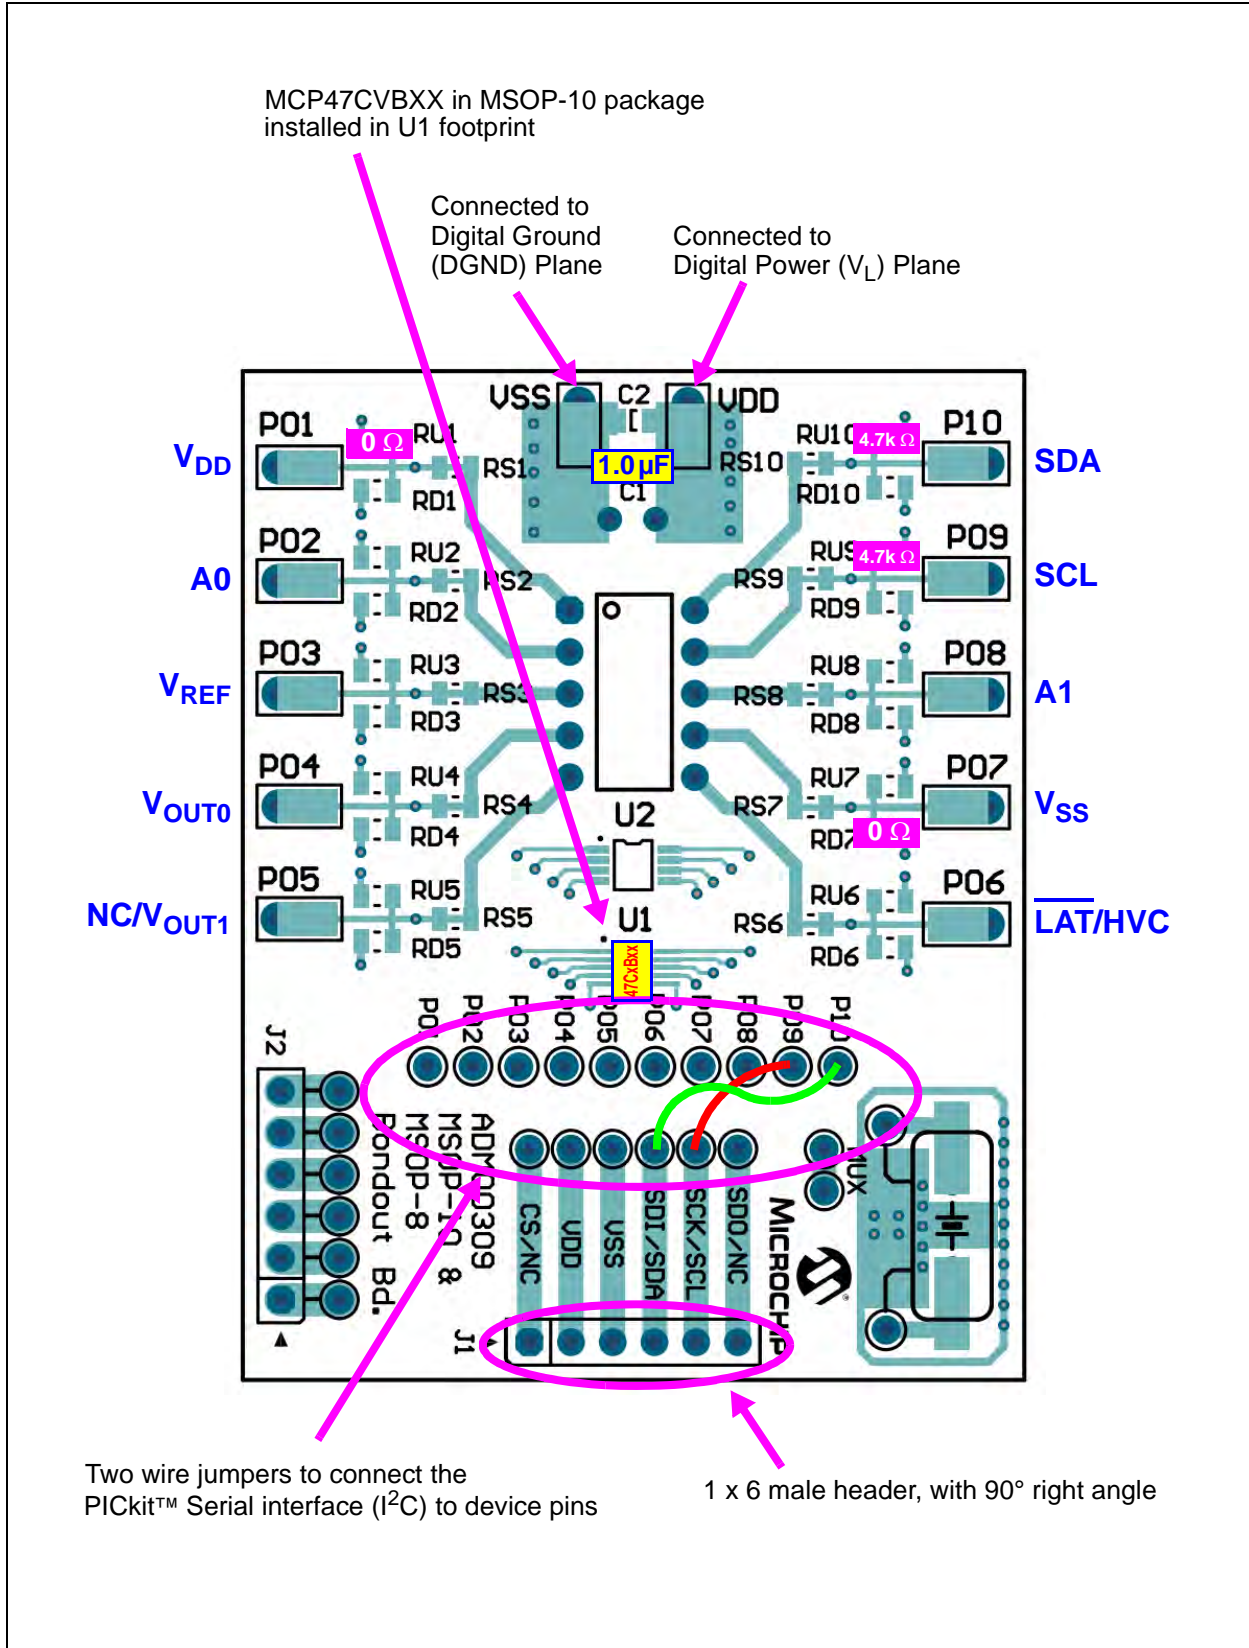 MCP47CVBXX in MSOP-10 package
installed in U1 footprint
Connected to
Digital Ground
(DGND) Plane
Connected to
Digital Power (VL) Plane
VSS
C2
VDD
1.0 µF
C1
P01
0 Ω
RU1
RS1
RD1
VDD
P02
RU2
RS2
RD2
A0
P03
RU3
RS3
RD3
VREF
P04
RU4
RS4
RD4
VOUT0
P05
RU5
RS5
RD5
NC/VOUT1
RU10
4.7k Ω
P10
RS10
RD10
SDA
RU9
4.7k Ω
P09
RS9
RD9
SCL
RU8
P08
RS8
RD8
A1
RU7
P07
RS7
RD7
0 Ω
VSS
RU6
P06
RS6
RD6
LAT/HVC
U2
U1
47CxBxx
P01
P02
P03
P04
P05
P06
P07
P08
P09
P10
J2
ADM00309
MSOP-10 &
MSOP-8
Bondout Bd.
CS/NC
VDD
VSS
SDI/SDA
SCK/SCL
SDO/NC
MUX
MICROCHIP
®
J1
Two wire jumpers to connect the
PICkit™ Serial interface (I²C) to device pins
1 x 6 male header, with 90° right angle